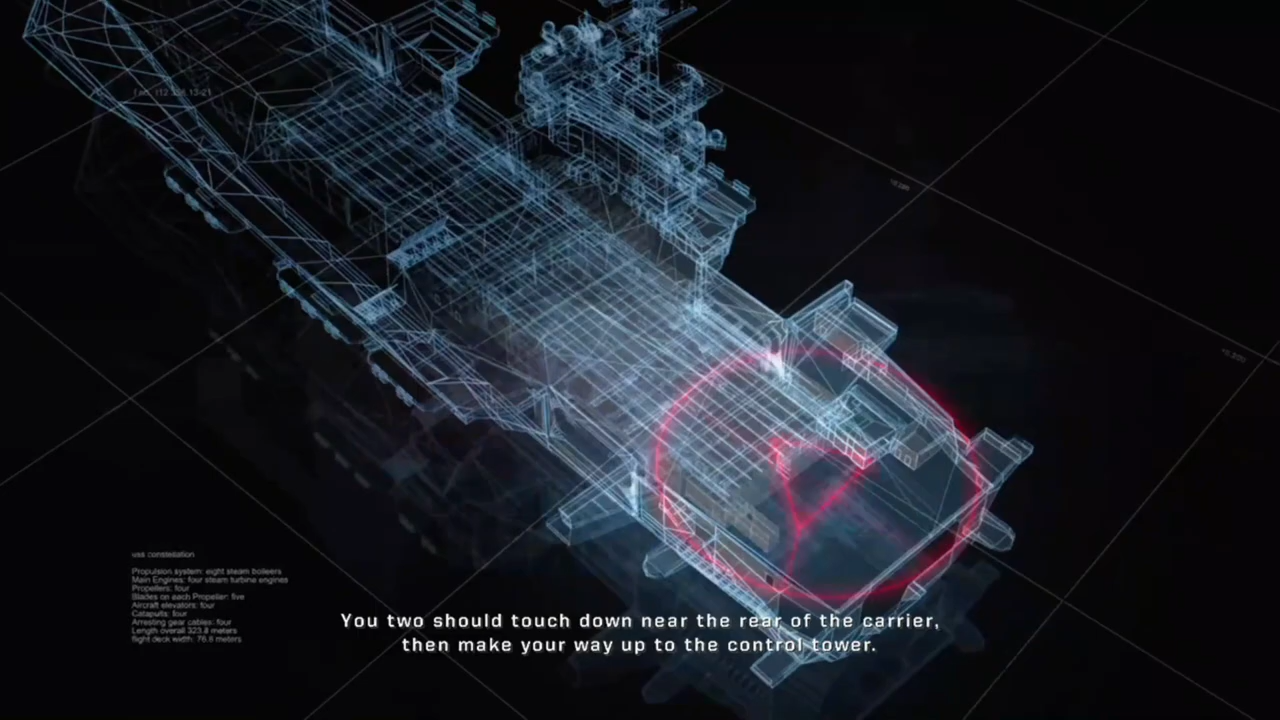 uss constellation
Propulsion system: eight steam boileers
Main Engines: four steam turbine engines
Propellers: four
Blades on each Propeller: five
Aircraft elevators: four
Catapults: four
Arresting gear cables: four
Length overall 323.8 meters
flight deck width: 76.8 meters
You two should touch down near the rear of the carrier,
then make your way up to the control tower.